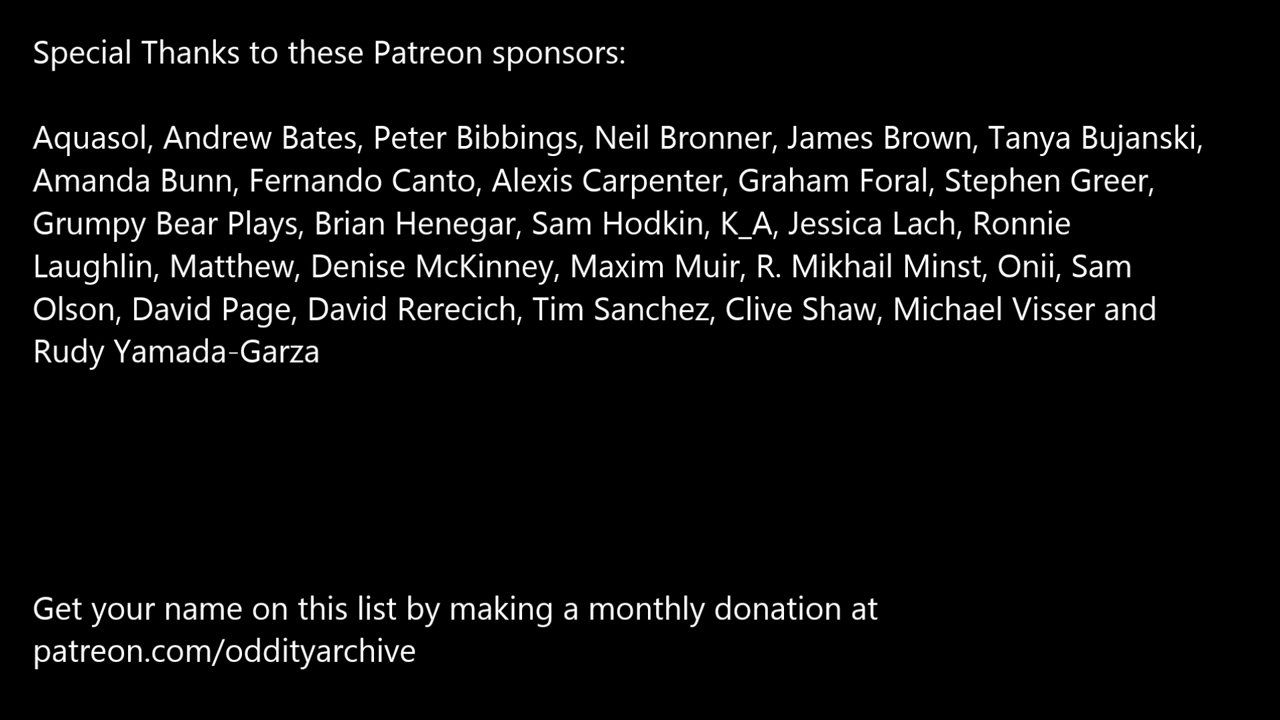 Special Thanks to these Patreon sponsors:
Aquasol, Andrew Bates, Peter Bibbings, Neil Bronner, James Brown, Tanya Bujanski,
Amanda Bunn, Fernando Canto, Alexis Carpenter, Graham Foral, Stephen Greer,
Grumpy Bear Plays, Brian Henegar, Sam Hodkin, K_A, Jessica Lach, Ronnie
Laughlin, Matthew, Denise McKinney, Maxim Muir, R. Mikhail Minst, Onii, Sam
Olson, David Page, David Rerecich, Tim Sanchez, Clive Shaw, Michael Visser and
Rudy Yamada-Garza
Get your name on this list by making a monthly donation at
patreon.com/oddityarchive